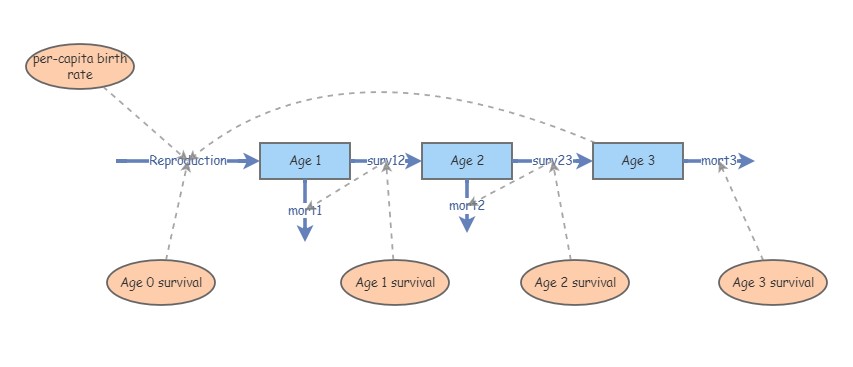 per-capita birth
rate
Reproduction
Age 1
surv12
Age 2
surv23
Age 3
mort3
mort1
mort2
Age 0 survival
Age 1 survival
Age 2 survival
Age 3 survival